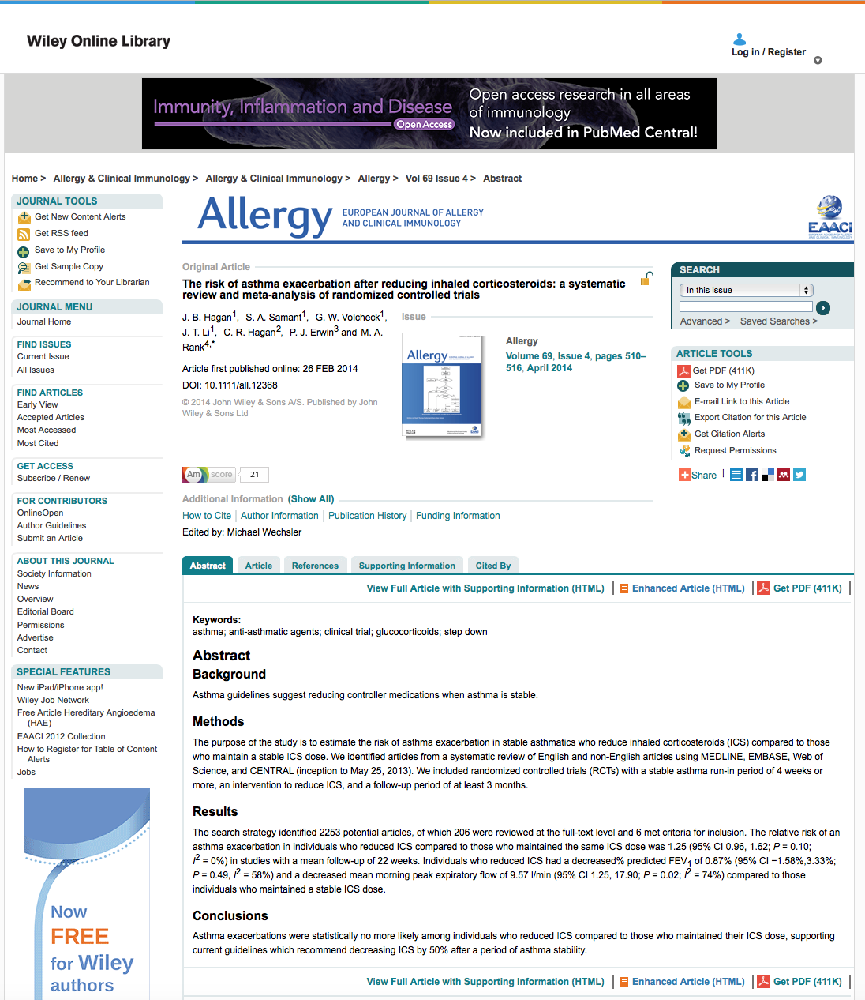 Wiley Online Library
Log in / Register
Immunity, Inflammation and Disease
Open Access
Open access research in all areas
of immunology
Now included in PubMed Central!
Home > Allergy & Clinical Immunology > Allergy & Clinical Immunology > Allergy > Vol 69 Issue 4 > Abstract
JOURNAL TOOLS
Get New Content Alerts
Get RSS feed
Save to My Profile
Get Sample Copy
Recommend to Your Librarian
JOURNAL MENU
Journal Home
FIND ISSUES
Current Issue
All Issues
FIND ARTICLES
Early View
Accepted Articles
Most Accessed
Most Cited
GET ACCESS
Subscribe / Renew
FOR CONTRIBUTORS
OnlineOpen
Author Guidelines
Submit an Article
ABOUT THIS JOURNAL
Society Information
News
Overview
Editorial Board
Permissions
Advertise
Contact
SPECIAL FEATURES
New iPad/iPhone app!
Wiley Job Network
Free Article Hereditary Angioedema
(HAE)
EAACI 2012 Collection
How to Register for Table of Content
Alerts
Jobs
Now
FREE
for Wiley
authors
Allergy
EUROPEAN JOURNAL OF ALLERGY
AND CLINICAL IMMUNOLOGY
EAACI
Original Article
The risk of asthma exacerbation after reducing inhaled corticosteroids: a systematic
review and meta-analysis of randomized controlled trials
J. B. Hagan1, S. A. Samant1, G. W. Volcheck1,
J. T. Li1, C. R. Hagan2, P. J. Erwin3 and M. A.
Rank4,*
Article first published online: 26 FEB 2014
DOI: 10.1111/all.12368
© 2014 John Wiley & Sons A/S. Published by John
Wiley & Sons Ltd
Issue
Allergy
Allergy
Volume 69, Issue 4, pages 510–
516, April 2014
Am score 21
Additional Information (Show All)
How to Cite | Author Information | Publication History | Funding Information
Edited by: Michael Wechsler
SEARCH
In this issue
Advanced > Saved Searches >
ARTICLE TOOLS
Get PDF (411K)
Save to My Profile
E-mail Link to this Article
Export Citation for this Article
Get Citation Alerts
Request Permissions
Share |
Abstract Article References Supporting Information Cited By
View Full Article with Supporting Information (HTML) | Enhanced Article (HTML) | Get PDF (411K) |
Keywords:
asthma; anti-asthmatic agents; clinical trial; glucocorticoids; step down
Abstract
Background
Asthma guidelines suggest reducing controller medications when asthma is stable.
Methods
The purpose of the study is to estimate the risk of asthma exacerbation in stable asthmatics who reduce inhaled corticosteroids (ICS) compared to those
who maintain a stable ICS dose. We identified articles from a systematic review of English and non-English articles using MEDLINE, EMBASE, Web of
Science, and CENTRAL (inception to May 25, 2013). We included randomized controlled trials (RCTs) with a stable asthma run-in period of 4 weeks or
more, an intervention to reduce ICS, and a follow-up period of at least 3 months.
Results
The search strategy identified 2253 potential articles, of which 206 were reviewed at the full-text level and 6 met criteria for inclusion. The relative risk of an
asthma exacerbation in individuals who reduced ICS compared to those who maintained the same ICS dose was 1.25 (95% CI 0.96, 1.62; P = 0.10;
I2 = 0%) in studies with a mean follow-up of 22 weeks. Individuals who reduced ICS had a decreased% predicted FEV1 of 0.87% (95% CI −1.58%,3.33%;
P = 0.49, I2 = 58%) and a decreased mean morning peak expiratory flow of 9.57 l/min (95% CI 1.25, 17.90; P = 0.02; I2 = 74%) compared to those
individuals who maintained a stable ICS dose.
Conclusions
Asthma exacerbations were statistically no more likely among individuals who reduced ICS compared to those who maintained their ICS dose, supporting
current guidelines which recommend decreasing ICS by 50% after a period of asthma stability.
View Full Article with Supporting Information (HTML) | Enhanced Article (HTML) | Get PDF (411K) |